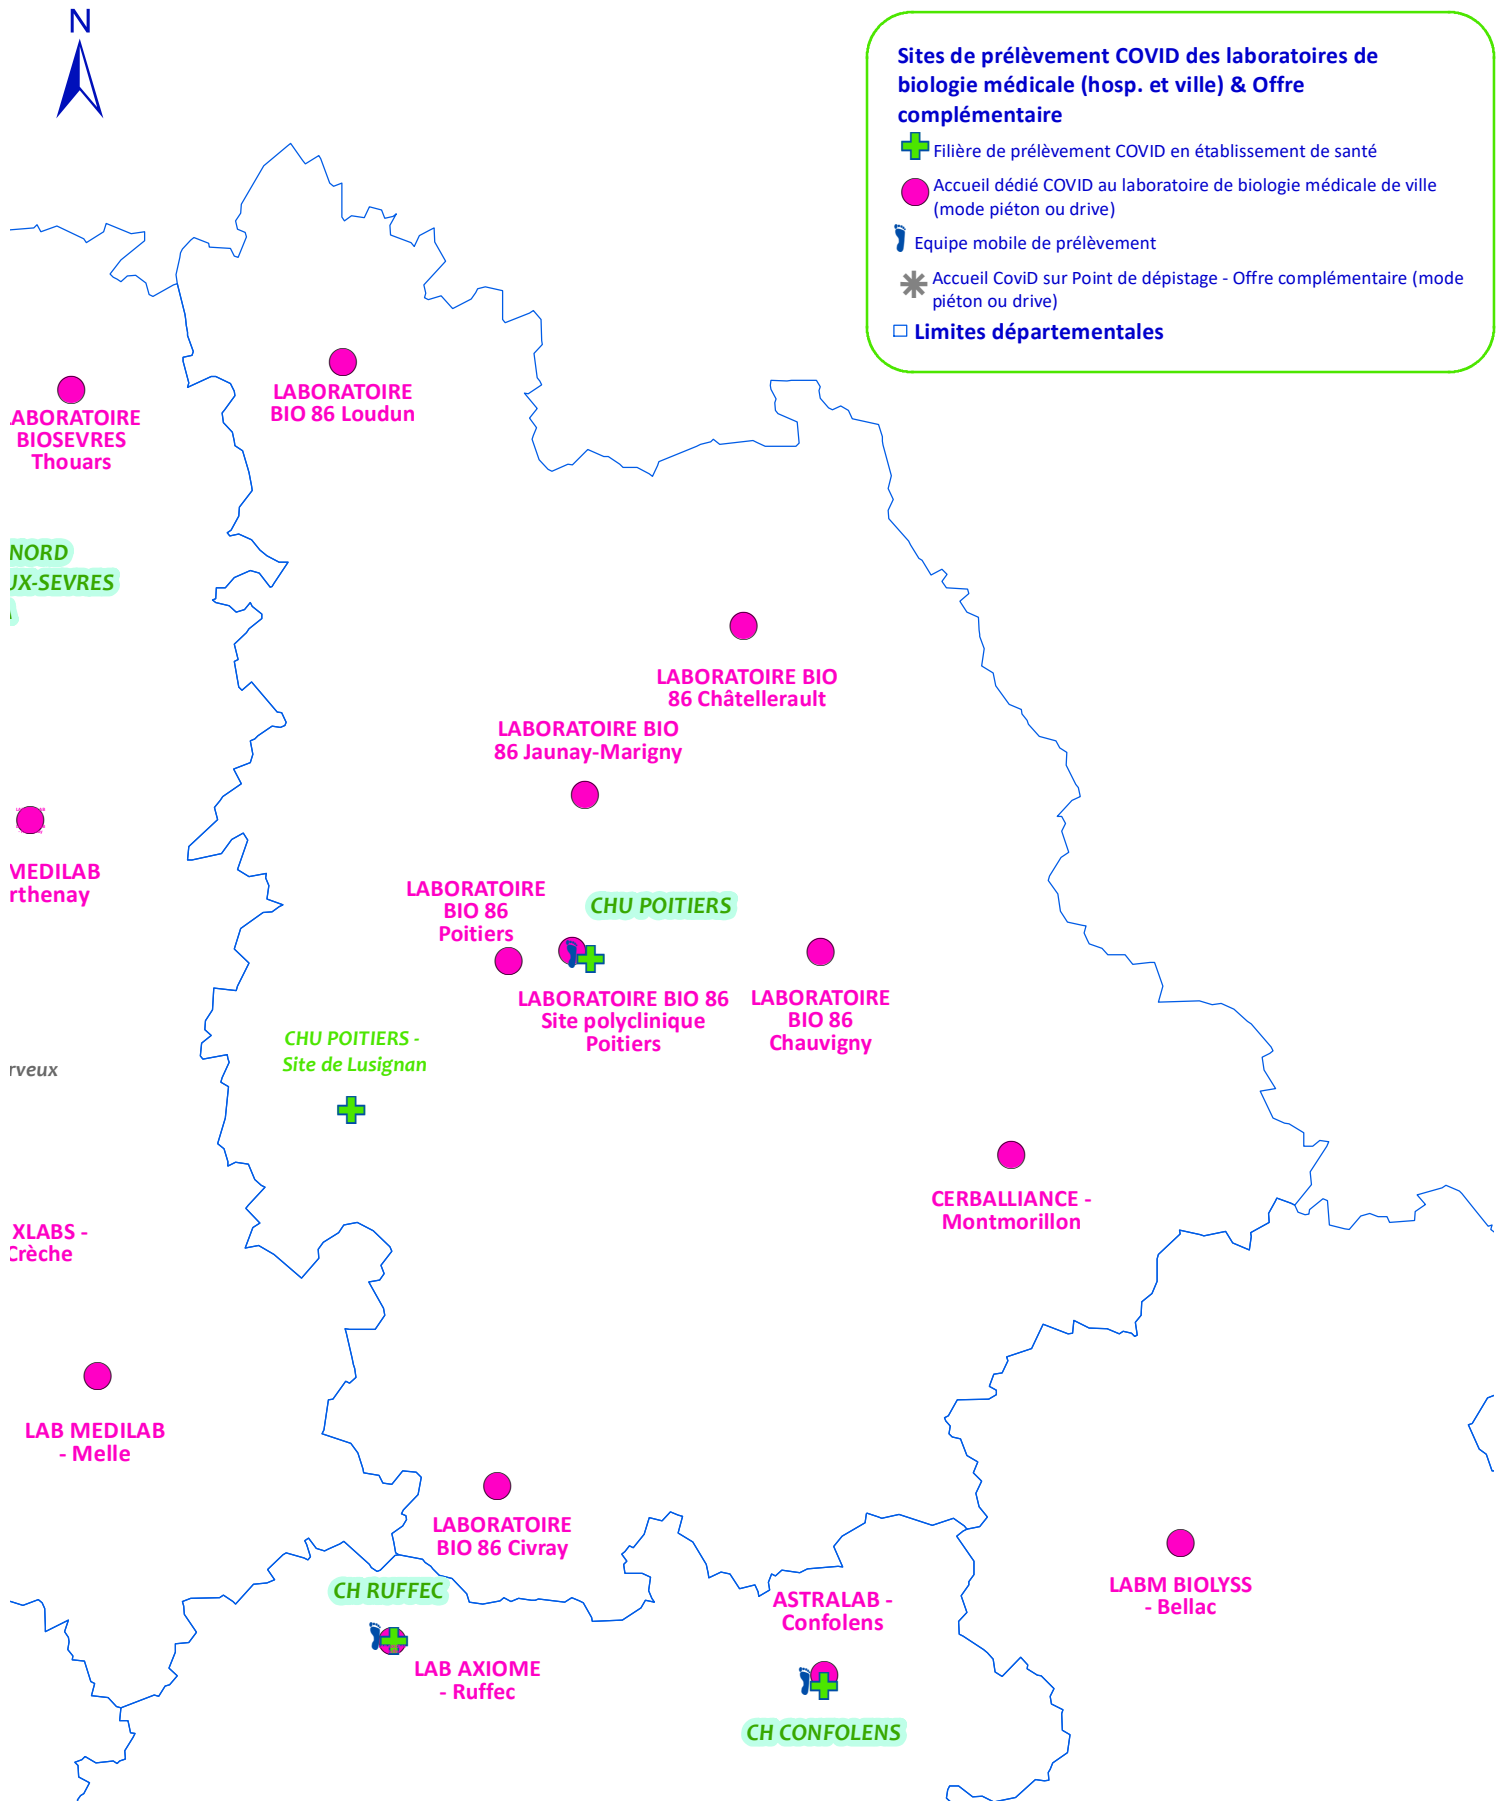 N
Sites de prélèvement COVID des laboratoires de
biologie médicale (hosp. et ville) & Offre
complémentaire
Filière de prélèvement COVID en établissement de santé
Accueil dédié COVID au laboratoire de biologie médicale de ville
(mode piéton ou drive)
Equipe mobile de prélèvement
Accueil CoviD sur Point de dépistage - Offre complémentaire (mode
piéton ou drive)
Limites départementales
LABORATOIRE
BIO 86 Loudun
ABORATOIRE
BIOSEVRES
Thouars
NORD
UX-SEVRES
LABORATOIRE BIO
86 Châtellerault
LABORATOIRE BIO
86 Jaunay-Marigny
MEDILAB
rthenay
LABORATOIRE
BIO 86
Poitiers
CHU POITIERS
LABORATOIRE BIO 86
Site polyclinique
Poitiers
LABORATOIRE
BIO 86
Chauvigny
CHU POITIERS -
Site de Lusignan
rveux
CERBALLIANCE -
Montmorillon
XLABS -
Crèche
LAB MEDILAB
- Melle
LABORATOIRE
BIO 86 Civray
CH RUFFEC
LAB AXIOME
- Ruffec
ASTRALAB -
Confolens
CH CONFOLENS
LABM BIOLYSS
- Bellac